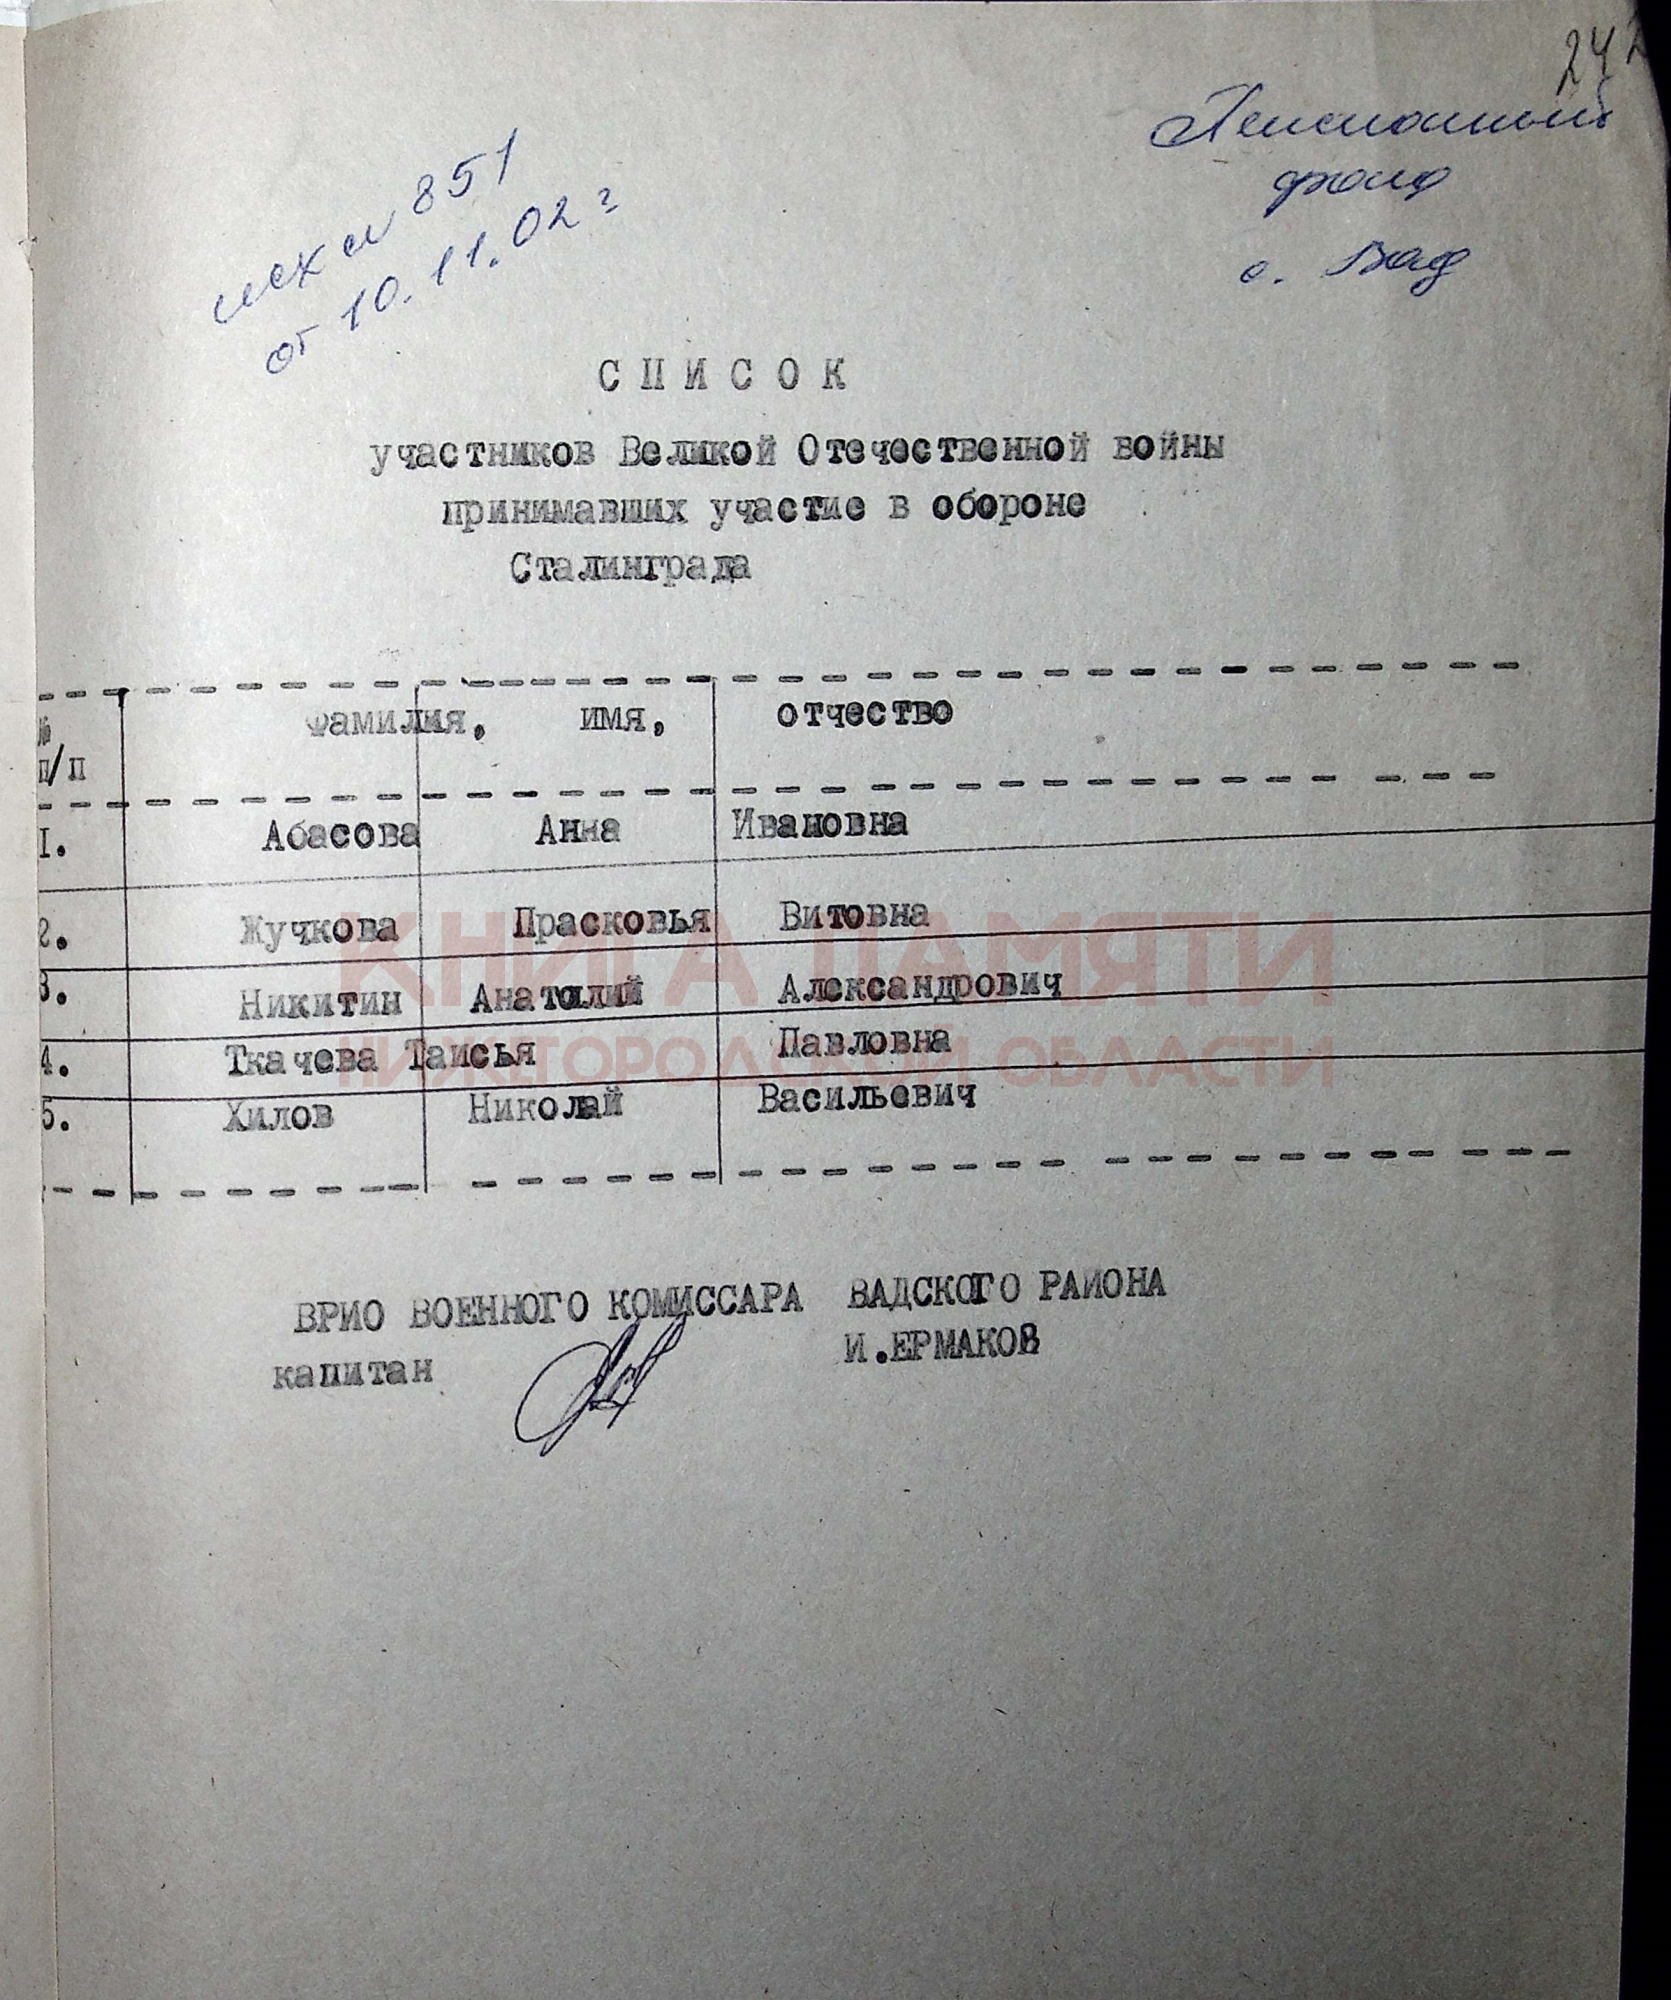 24
Пенсионный
фонд
с. Вад
исх № 851
от 10.11.02 г
СПИСОК
участников Великой Отечественной войны
принимавших участие в обороне
Сталинграда
№ п/п фамилия, имя, отчество
1. Абасова Анна Ивановна
2. Жучкова Прасковья Витовна
3. Никитин Анатолий Александрович
4. Ткачева Таисья Павловна
5. Хилов Николай Васильевич
КНИГА ПАМЯТИ
НИЖЕГОРОДСКОЙ ОБЛАСТИ
ВРИО ВОЕННОГО КОМИССАРА ВАДСКОГО РАЙОНА
капитан И.ЕРМАКОВ